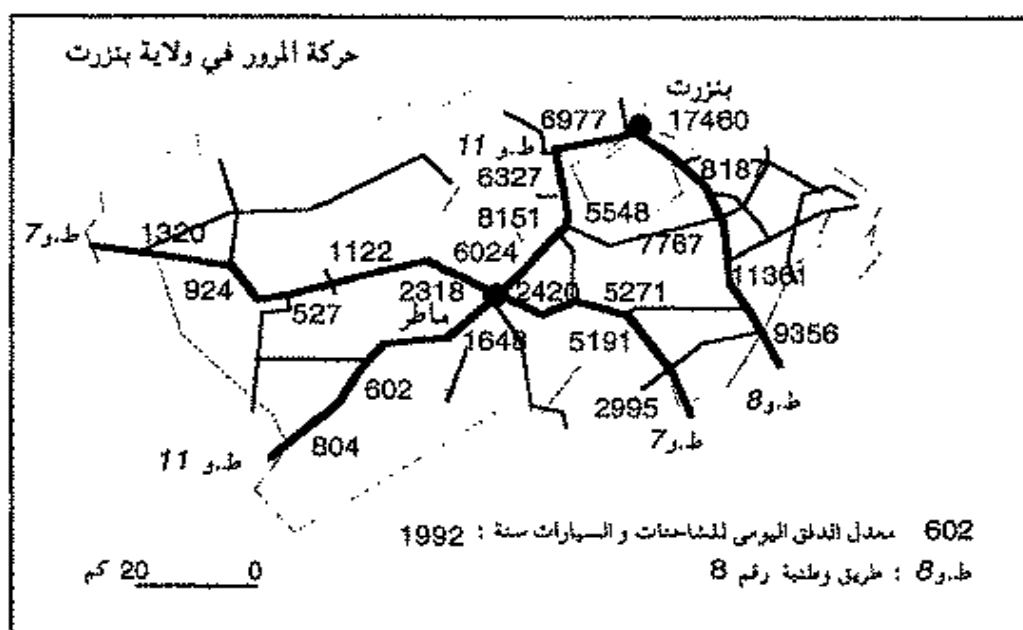 حركة المرور في ولاية بنزرت
بنزرت
17460
6977
ط.و 11
6327
8187
8151
5548
7767
ط.و7
1320
1122
6024
924
527
2318
2420
5271
11361
ماطر
1648
5191
9356
602
2995
ط.و8
ط.و7
ط.و 11
804
602 معدل الدفق اليومي للشاحنات و السيارات سنة : 1992
ط.و8 : طريق وطنية رقم 8
0 20 كم